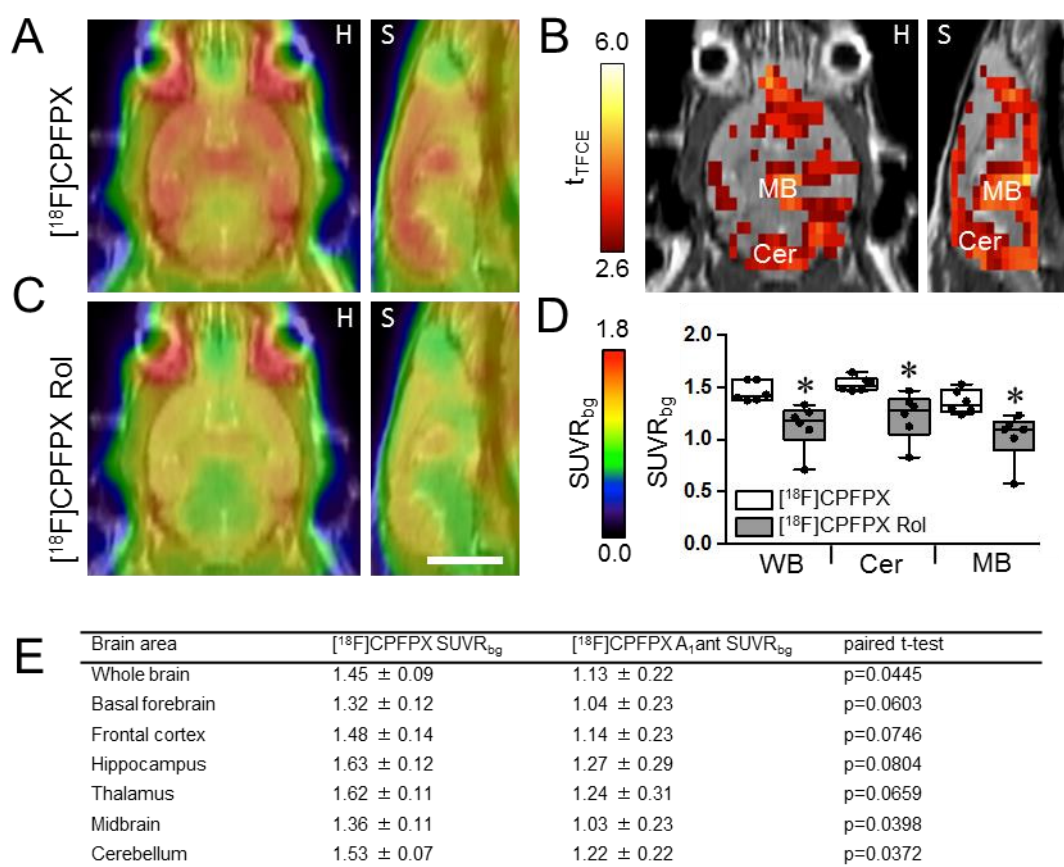 A
[¹⁸F]CPFPX
H
S
B
6.0
tTFCE
2.6
H
MB
Cer
S
MB
Cer
C
[¹⁸F]CPFPX Rol
H
S
D
1.8
SUVRbg
0.0
SUVRbg
2.0
1.5
1.0
0.5
0.0
* * *
[¹⁸F]CPFPX
[¹⁸F]CPFPX Rol
WB Cer MB
E
Brain area [¹⁸F]CPFPX SUVRbg [¹⁸F]CPFPX A₁ant SUVRbg paired t-test
Whole brain 1.45 ± 0.09 1.13 ± 0.22 p=0.0445
Basal forebrain 1.32 ± 0.12 1.04 ± 0.23 p=0.0603
Frontal cortex 1.48 ± 0.14 1.14 ± 0.23 p=0.0746
Hippocampus 1.63 ± 0.12 1.27 ± 0.29 p=0.0804
Thalamus 1.62 ± 0.11 1.24 ± 0.31 p=0.0659
Midbrain 1.36 ± 0.11 1.03 ± 0.23 p=0.0398
Cerebellum 1.53 ± 0.07 1.22 ± 0.22 p=0.0372